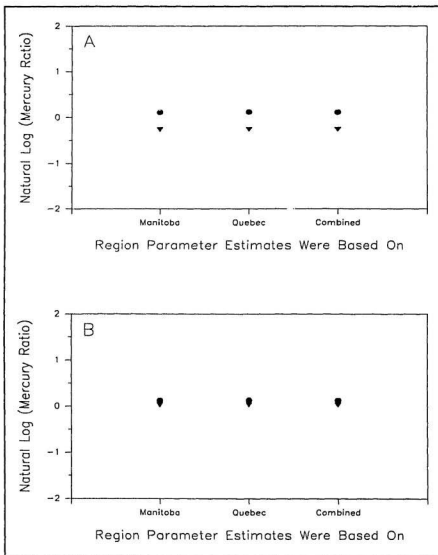 A
2
1
0
-1
-2
Natural Log (Mercury Ratio)
Manitoba Quebec Combined
Region Parameter Estimates Were Based On
B
2
1
0
-1
-2
Natural Log (Mercury Ratio)
Manitoba Quebec Combined
Region Parameter Estimates Were Based On